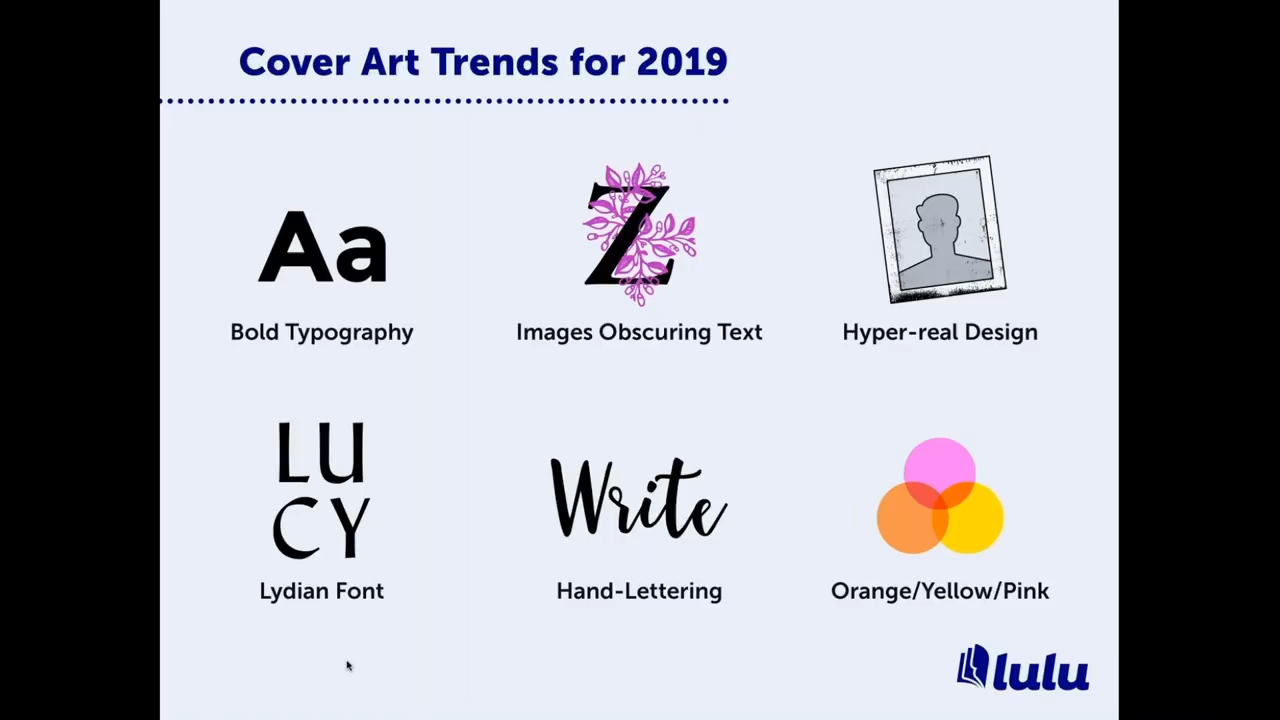 Cover Art Trends for 2019
Aa
Z
Bold Typography
Images Obscuring Text
Hyper-real Design
LU
CY
Write
Lydian Font
Hand-Lettering
Orange/Yellow/Pink
lulu